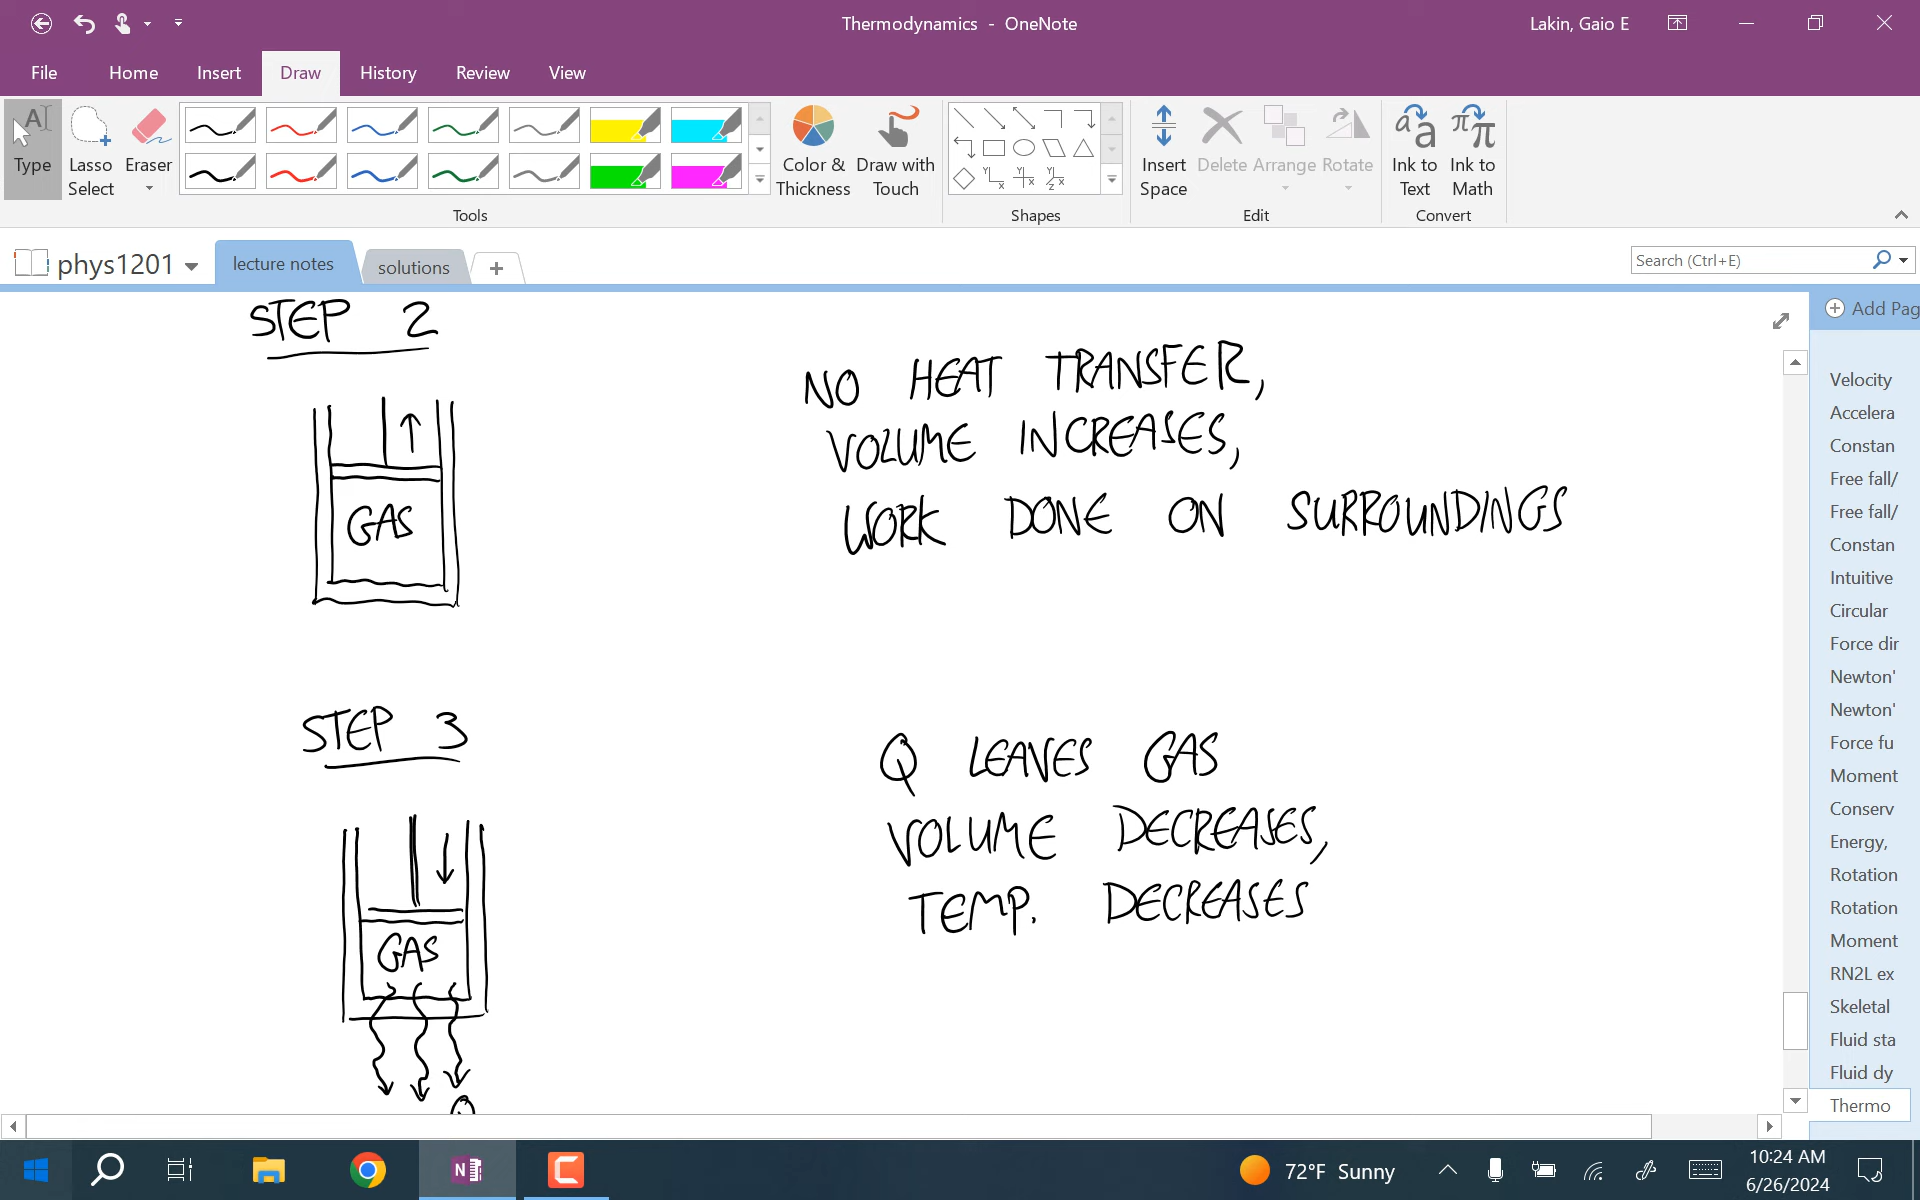 Thermodynamics - OneNote
Lakin, Gaio E
File Home Insert Draw History Review View
Type
Lasso Select
Eraser
Color & Thickness
Draw with Touch
Insert Space
Delete
Arrange
Rotate
Ink to Text
Ink to Math
Tools
Shapes
Edit
Convert
phys1201
lecture notes
solutions
Search (Ctrl+E)
STEP 2
GAS
NO HEAT TRANSFER,
VOLUME INCREASES,
WORK DONE ON SURROUNDINGS
STEP 3
GAS
Q LEAVES GAS
VOLUME DECREASES,
TEMP. DECREASES
Add Pag
Velocity
Accelera
Constan
Free fall/
Free fall/
Constan
Intuitive
Circular
Force dir
Newton'
Newton'
Force fu
Moment
Conserv
Energy,
Rotation
Rotation
Moment
RN2L ex
Skeletal
Fluid sta
Fluid dy
Thermo
72°F Sunny
10:24 AM
6/26/2024